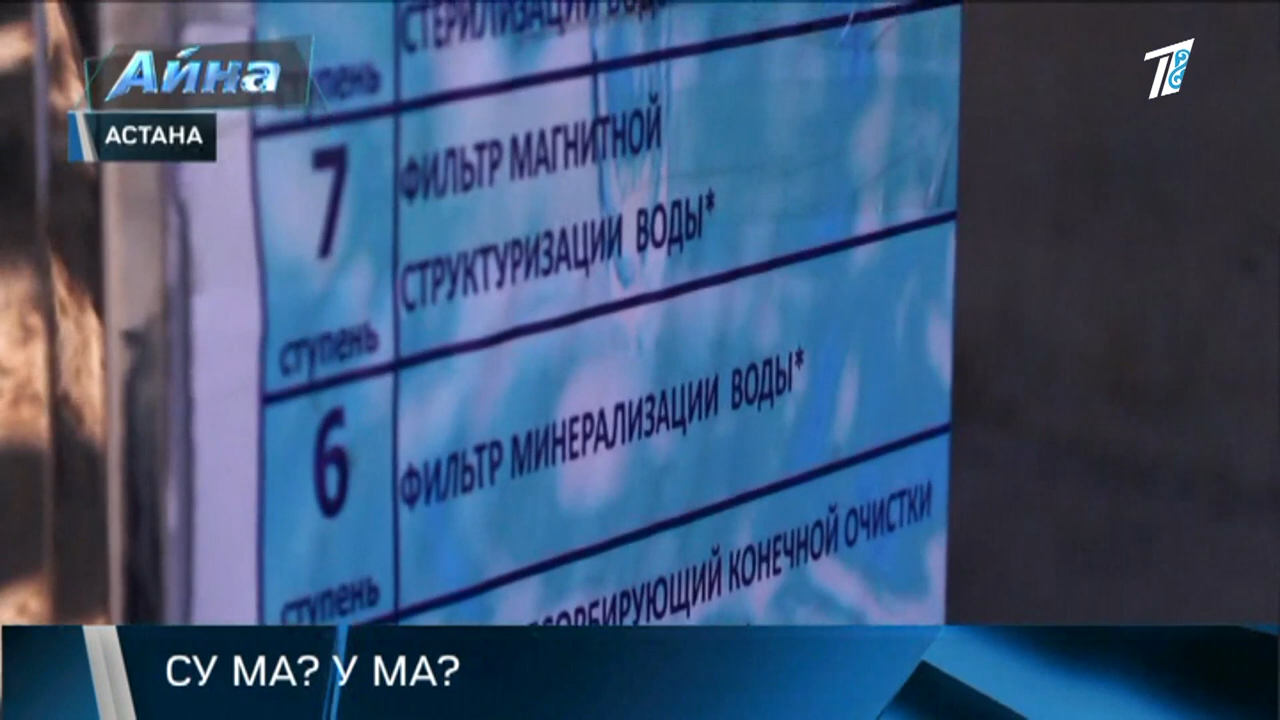 Айна
АСТАНА
СТЕРИЛИЗАЦИИ ВОДЫ
7
ступень
ФИЛЬТР МАГНИТНОЙ
СТРУКТУРИЗАЦИИ ВОДЫ*
6
ступень
ФИЛЬТР МИНЕРАЛИЗАЦИИ ВОДЫ*
КОНЕЧНОЙ ОЧИСТКИ
СУ МА? У МА?